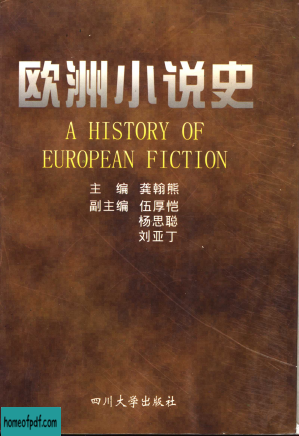 欧洲小说史
A HISTORY OF
EUROPEAN FICTION
主 编 龚翰熊
副主编 伍厚恺
杨思聪
刘亚丁
四川大学出版社
homeofpdf.com